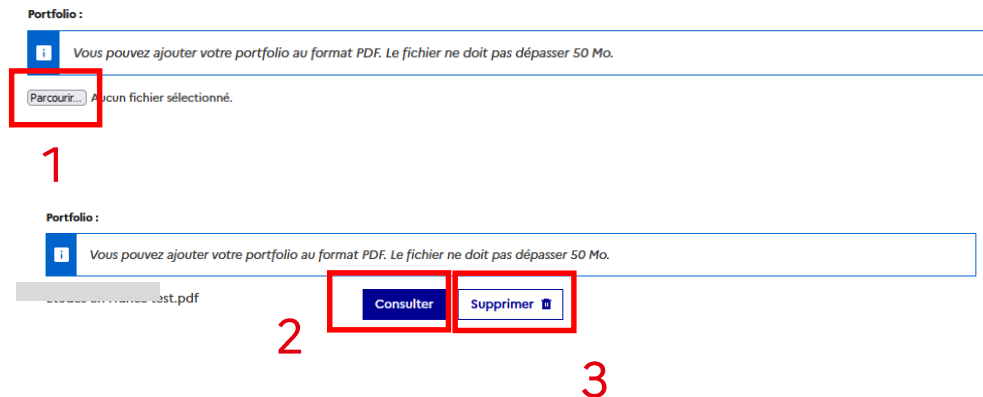 Portfolio :
i Vous pouvez ajouter votre portfolio au format PDF. Le fichier ne doit pas dépasser 50 Mo.
Parcourir... Aucun fichier sélectionné.
1
Portfolio :
i Vous pouvez ajouter votre portfolio au format PDF. Le fichier ne doit pas dépasser 50 Mo.
test.pdf Consulter Supprimer
2
3